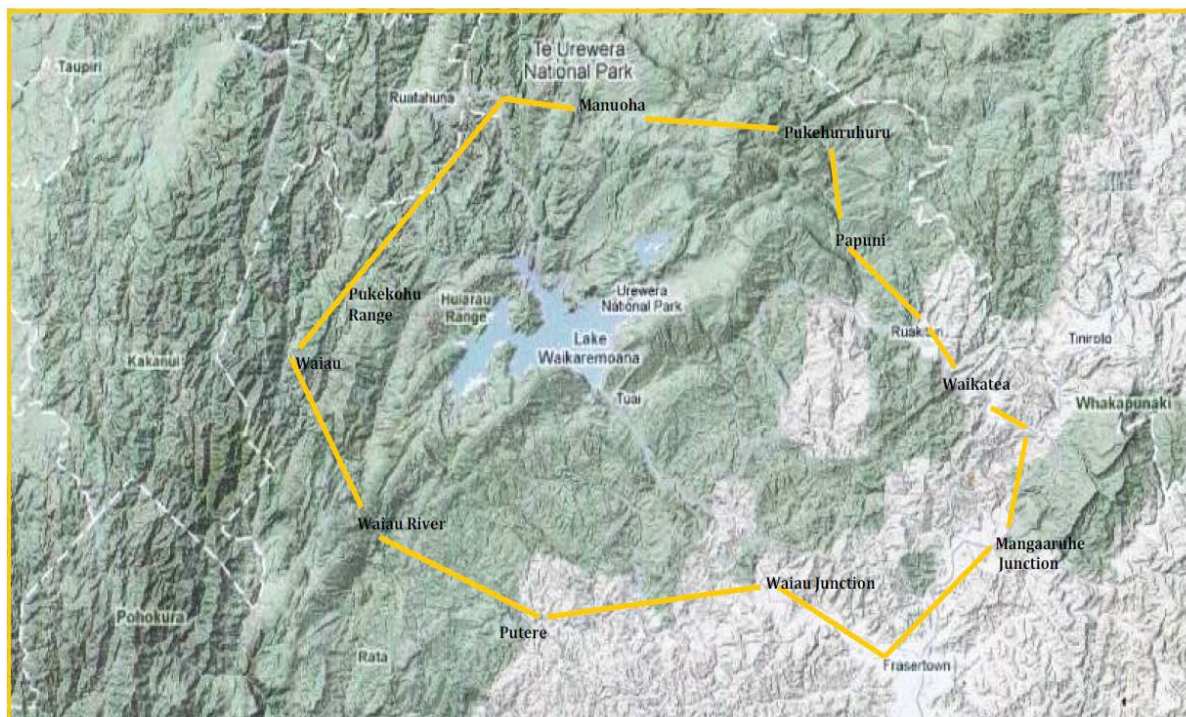 Te Urewera
National Park
Taupiri
Ruatahuna
Manuoha
Pukehuruhuru
Papuni
Pukekohu
Range
Huiarau
Range
Urewera
National Park
Lake
Waikaremoana
Tinirolo
Kakanui
Waiau
Tuai
Waikatea
Whakapunaki
Waiau River
Mangaaruhe
Junction
Waiau Junction
Pohokura
Putere
Rata
Frasertown